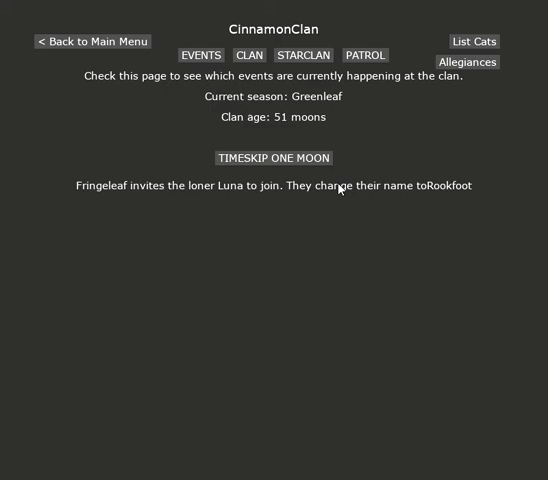 CinnamonClan
< Back to Main Menu
List Cats
EVENTS CLAN STARCLAN PATROL
Allegiances
Check this page to see which events are currently happening at the clan.
Current season: Greenleaf
Clan age: 51 moons
TIMESKIP ONE MOON
Fringeleaf invites the loner Luna to join. They change their name toRookfoot